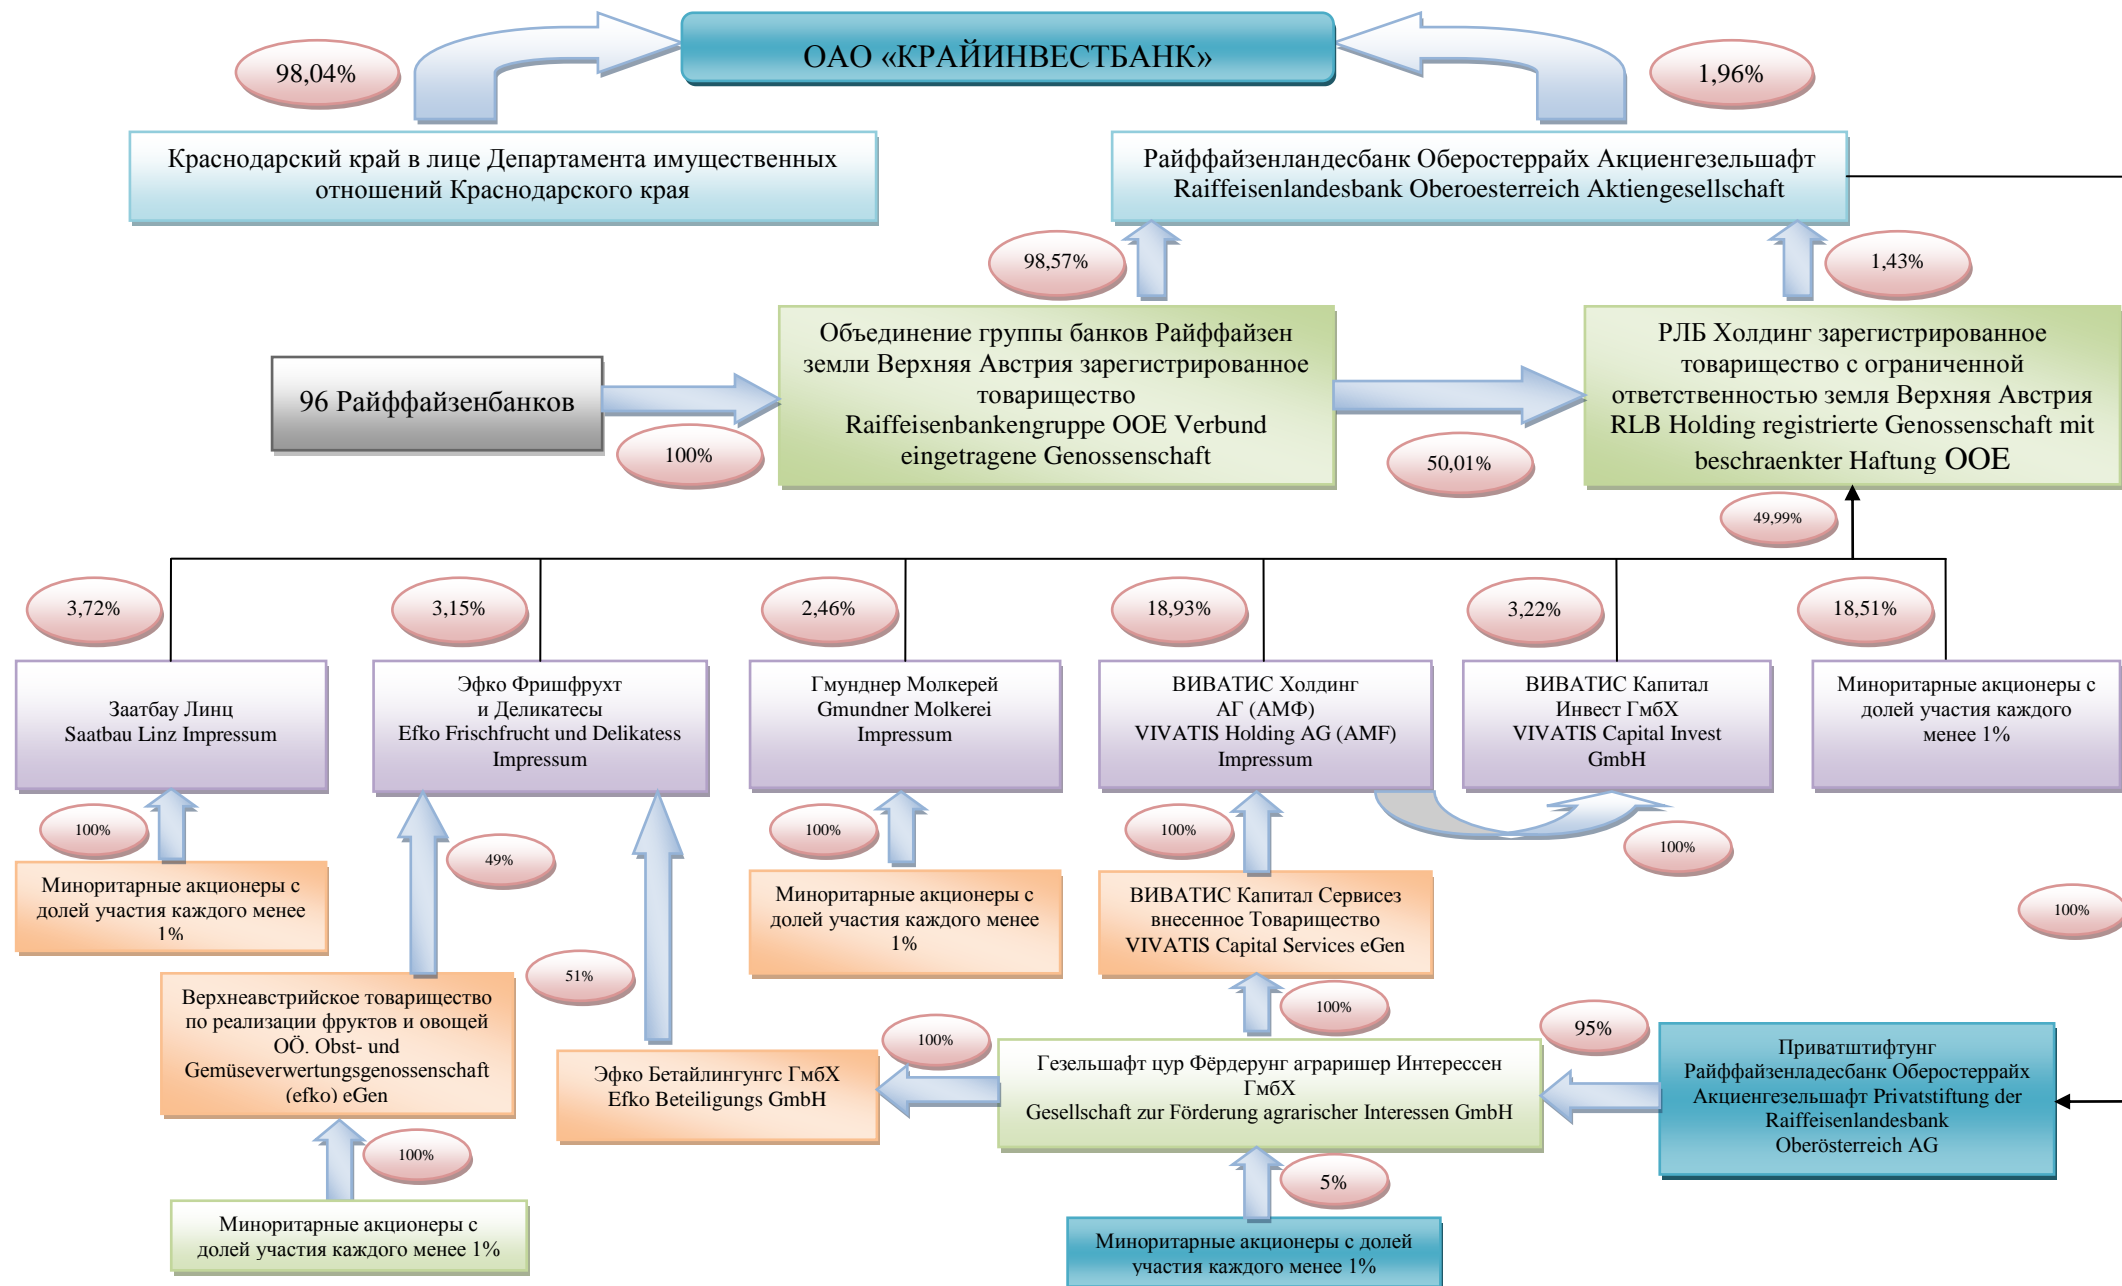 98,04%
ОАО «КРАЙИНВЕСТБАНК»
1,96%
Краснодарский край в лице Департамента имущественных
отношений Краснодарского края
Райффайзенландесбанк Оберостеррайх Акциенгезельшафт
Raiffeisenlandesbank Oberoesterreich Aktiengesellschaft
98,57%
1,43%
96 Райффайзенбанков
100%
Объединение группы банков Райффайзен
земли Верхняя Австрия зарегистрированное
товарищество
Raiffeisenbankengruppe OOE Verbund
eingetragene Genossenschaft
50,01%
РЛБ Холдинг зарегистрированное
товарищество с ограниченной
ответственностью земля Верхняя Австрия
RLB Holding registrierte Genossenschaft mit
beschraenkter Haftung OOE
49,99%
3,72%
3,15%
2,46%
18,93%
3,22%
18,51%
Заатбау Линц
Saatbau Linz Impressum
Эфко Фришфрухт
и Деликатесы
Efko Frischfrucht und Delikatess
Impressum
Гмунднер Молкерей
Gmundner Molkerei
Impressum
ВИВАТИС Холдинг
АГ (АМФ)
VIVATIS Holding AG (AMF)
Impressum
ВИВАТИС Капитал
Инвест ГмбХ
VIVATIS Capital Invest
GmbH
Миноритарные акционеры с
долей участия каждого
менее 1%
100%
49%
100%
100%
100%
Миноритарные акционеры с
долей участия каждого менее
1%
Миноритарные акционеры с
долей участия каждого менее
1%
ВИВАТИС Капитал Сервисез
внесенное Товарищество
VIVATIS Capital Services eGen
100%
51%
100%
Верхнеавстрийское товарищество
по реализации фруктов и овощей
OÖ. Obst- und
Gemüseverwertungsgenossenschaft
(efko) eGen
100%
95%
Эфко Бетайлингунгс ГмбХ
Efko Beteiligungs GmbH
Гезельшафт цур Фёрдерунг аграришер Интерессен
ГмбХ
Gesellschaft zur Förderung agrarischer Interessen GmbH
Приватштифтунг
Райффайзенладесбанк Оберостеррайх
Акциенгезельшафт Privatstiftung der
Raiffeisenlandesbank
Oberösterreich AG
100%
5%
Миноритарные акционеры с
долей участия каждого менее 1%
Миноритарные акционеры с долей
участия каждого менее 1%